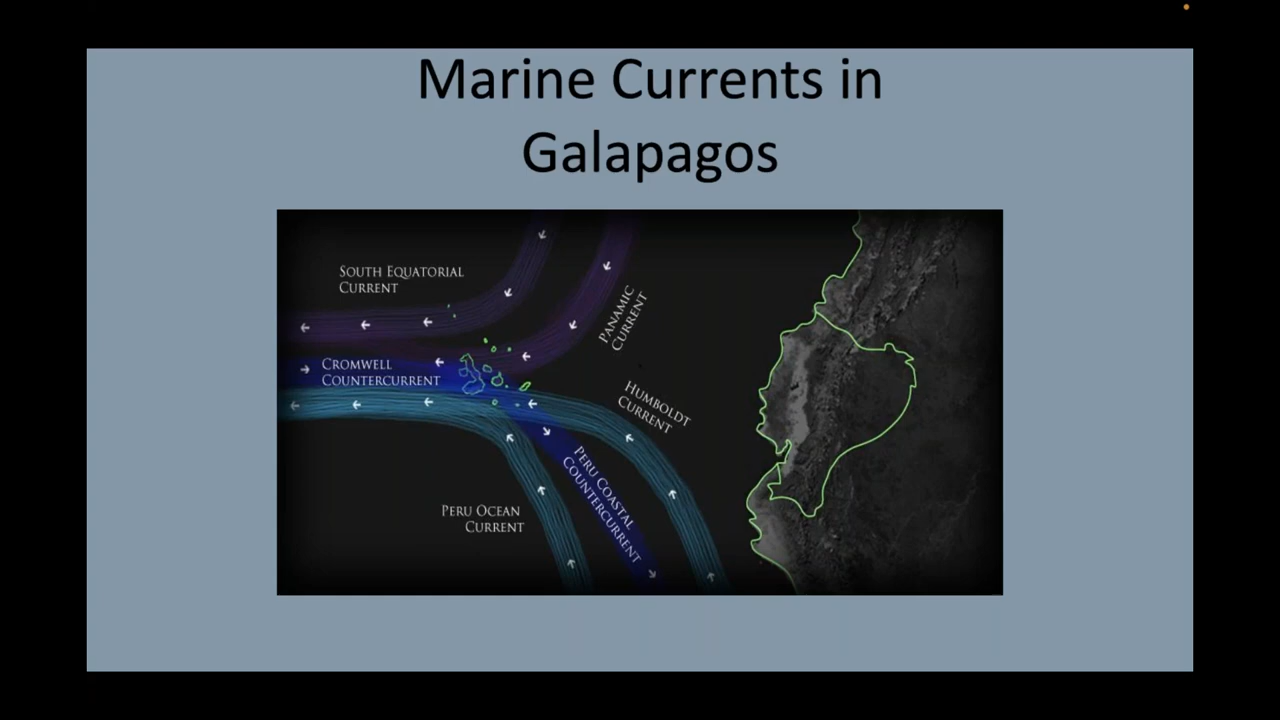 Marine Currents in
Galapagos
SOUTH EQUATORIAL
CURRENT
PANAMIC
CURRENT
CROMWELL
COUNTERCURRENT
HUMBOLDT
CURRENT
PERU COASTAL
COUNTERCURRENT
PERU OCEAN
CURRENT